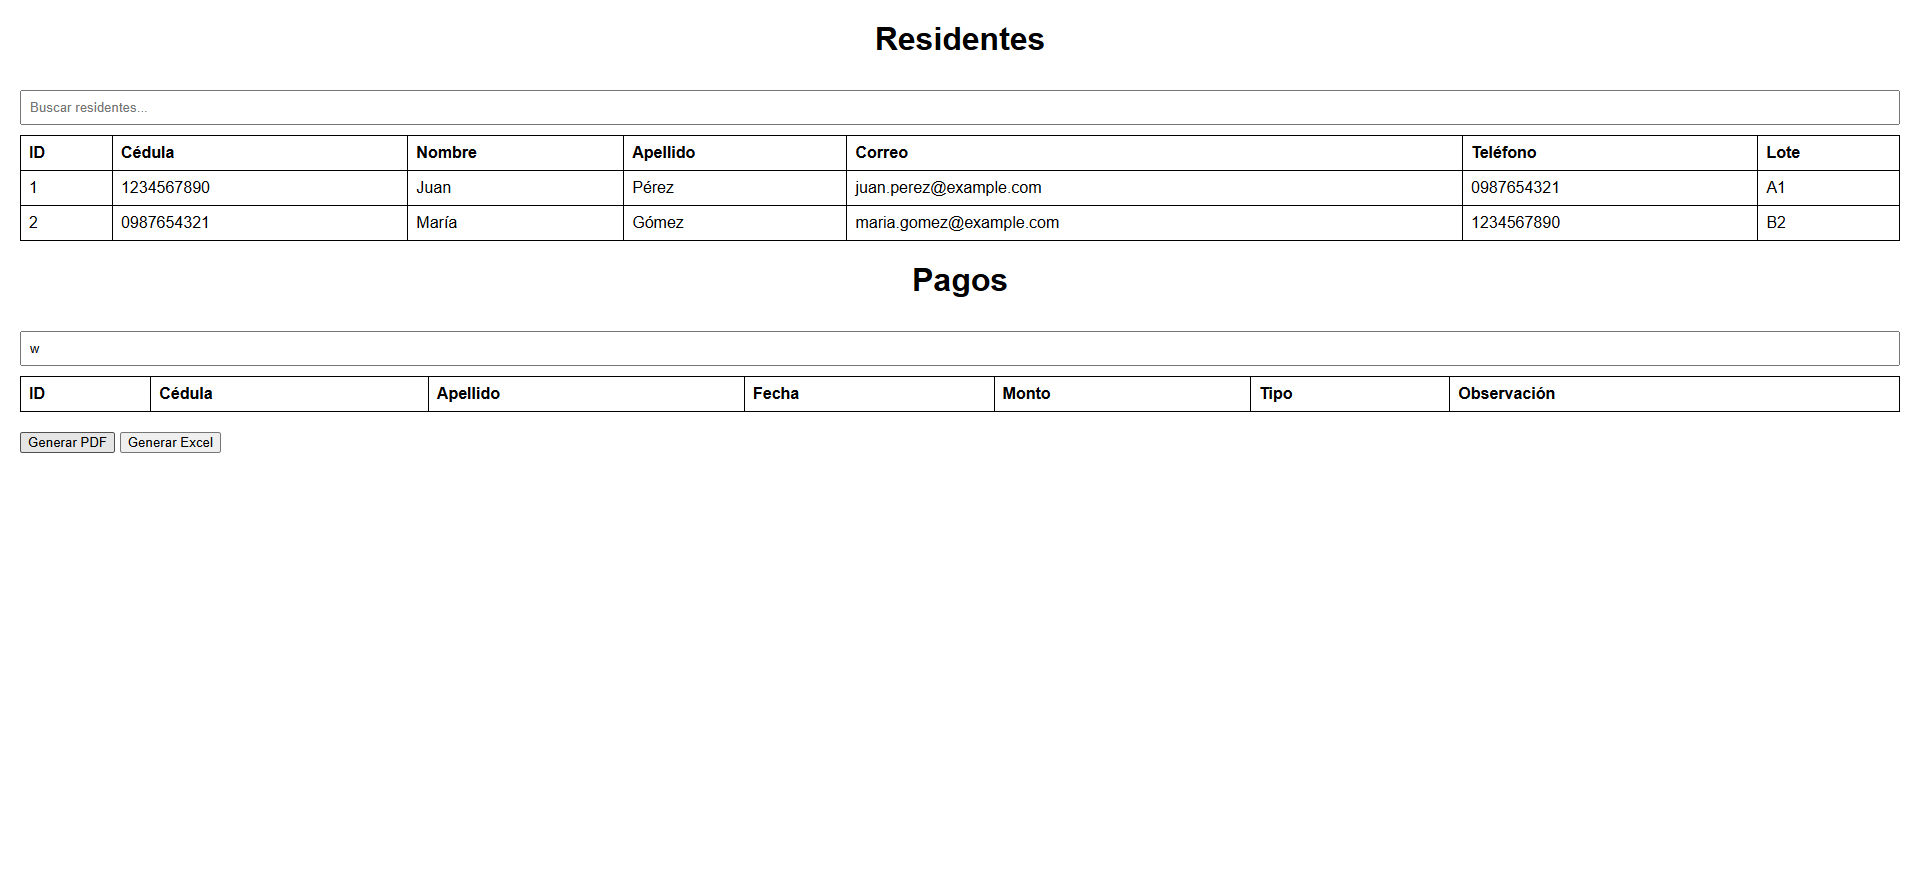 Residentes
Buscar residentes...
ID Cédula Nombre Apellido Correo Teléfono Lote
1 1234567890 Juan Pérez juan.perez@example.com 0987654321 A1
2 0987654321 María Gómez maria.gomez@example.com 1234567890 B2
Pagos
w
ID Cédula Apellido Fecha Monto Tipo Observación
Generar PDF Generar Excel